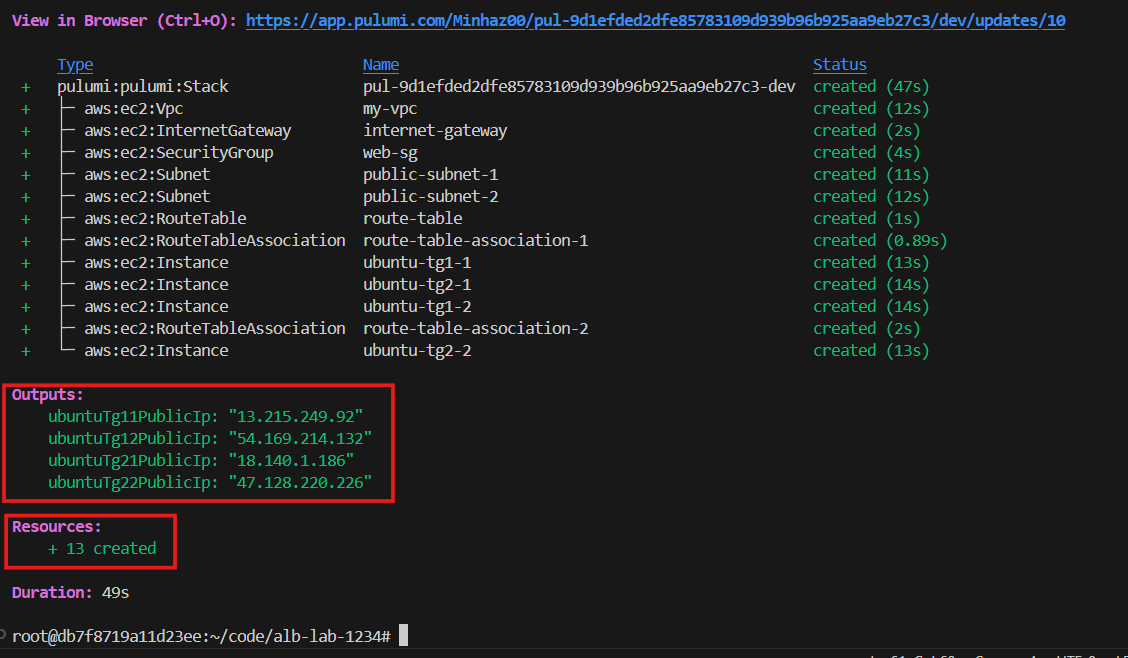 View in Browser (Ctrl+O): https://app.pulumi.com/Minhaz00/pul-9d1efded2dfe85783109d939b96b925aa9eb27c3/dev/updates/10
Type Name Status
+ pulumi:pulumi:Stack pul-9d1efded2dfe85783109d939b96b925aa9eb27c3-dev created (47s)
+ ├─ aws:ec2:Vpc my-vpc created (12s)
+ ├─ aws:ec2:InternetGateway internet-gateway created (2s)
+ ├─ aws:ec2:SecurityGroup web-sg created (4s)
+ ├─ aws:ec2:Subnet public-subnet-1 created (11s)
+ ├─ aws:ec2:Subnet public-subnet-2 created (12s)
+ ├─ aws:ec2:RouteTable route-table created (1s)
+ ├─ aws:ec2:RouteTableAssociation route-table-association-1 created (0.89s)
+ ├─ aws:ec2:Instance ubuntu-tg1-1 created (13s)
+ ├─ aws:ec2:Instance ubuntu-tg2-1 created (14s)
+ ├─ aws:ec2:Instance ubuntu-tg1-2 created (14s)
+ ├─ aws:ec2:RouteTableAssociation route-table-association-2 created (2s)
+ └─ aws:ec2:Instance ubuntu-tg2-2 created (13s)
Outputs:
ubuntuTg11PublicIp: "13.215.249.92"
ubuntuTg12PublicIp: "54.169.214.132"
ubuntuTg21PublicIp: "18.140.1.186"
ubuntuTg22PublicIp: "47.128.220.226"
Resources:
+ 13 created
Duration: 49s
root@db7f8719a11d23ee:~/code/alb-lab-1234#